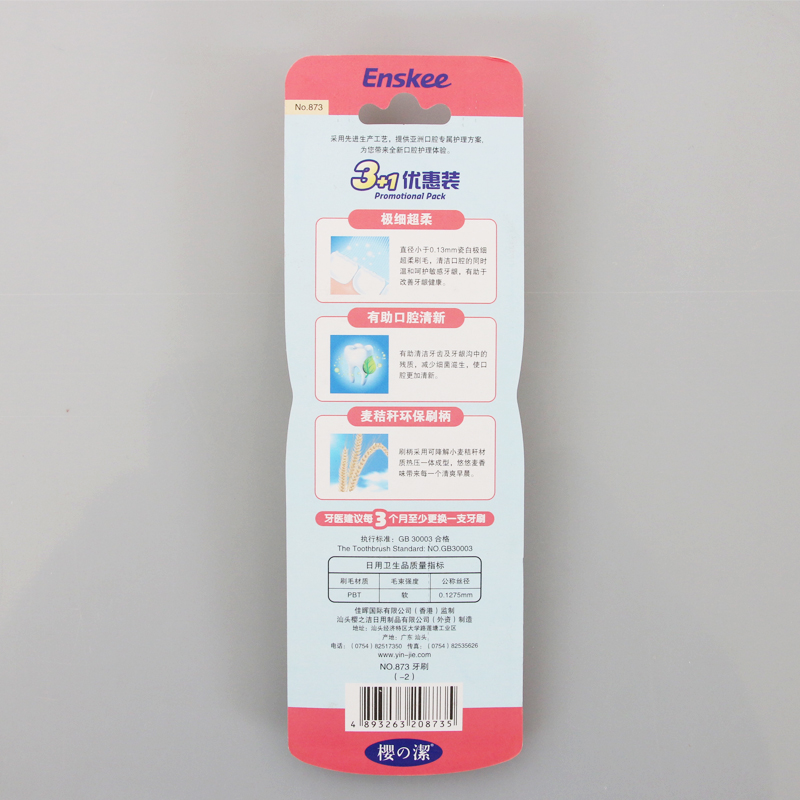 Enskee
No.873
采用先进生产工艺，提供亚洲口腔专属护理方案，
为您带来全新口腔护理体验。
3+1优惠装
Promotional Pack
极细超柔
直径小于0.13mm瓷白极细
超柔刷毛，清洁口腔的同时
温和呵护敏感牙龈，有助于
改善牙龈健康。
有助口腔清新
有助清洁牙齿及牙龈沟中的
残质，减少细菌滋生，使口
腔更加清新。
麦秸秆环保刷柄
刷柄采用可降解小麦秸秆材
质热压一体成型，悠悠麦香
味带来每一个清爽早晨。
牙医建议每3个月至少更换一支牙刷
执行标准：GB 30003 合格
The Toothbrush Standard: NO.GB30003
日用卫生品质量指标
刷毛材质 毛束强度 公称丝径
PBT 软 0.1275mm
佳晖国际有限公司（香港）监制
汕头樱之洁日用制品有限公司（外资）制造
地址：汕头经济特区大学路莲塘工业区
产地：广东 汕头
电话：（0754）82517350 传真：（0754）82535626
www.yin-jie.com
NO.873 牙刷
（-2）
4 893263 208735
樱の潔